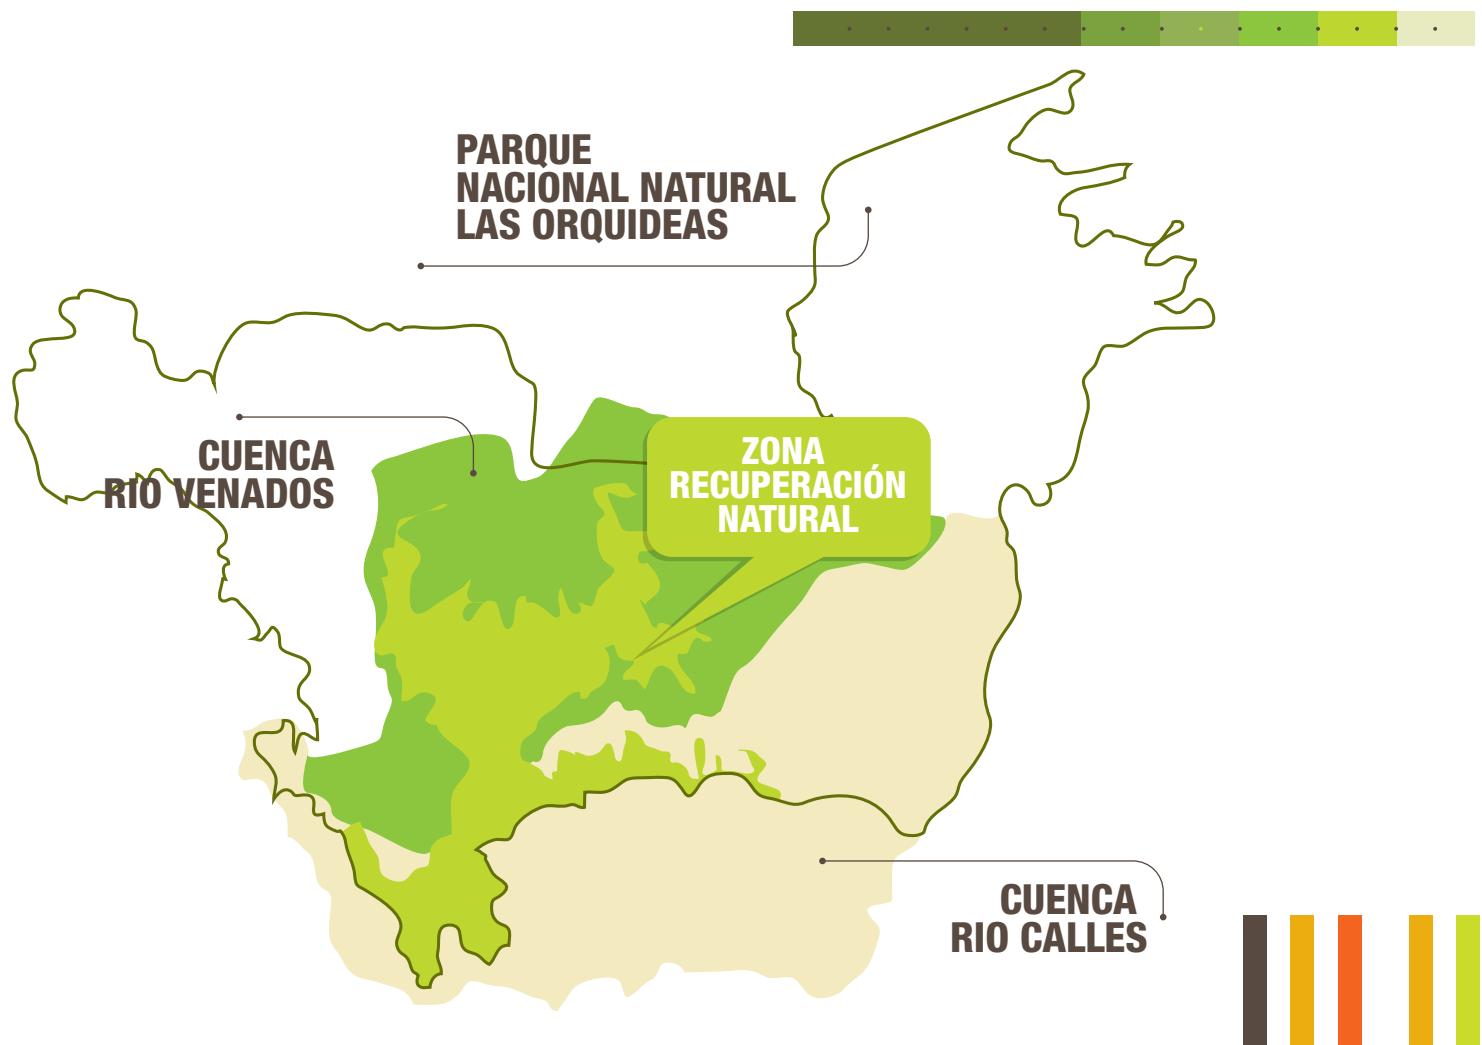 PARQUE
NACIONAL NATURAL
LAS ORQUIDEAS
CUENCA
RIO VENADOS
ZONA
RECUPERACIÓN
NATURAL
CUENCA
RIO CALLES